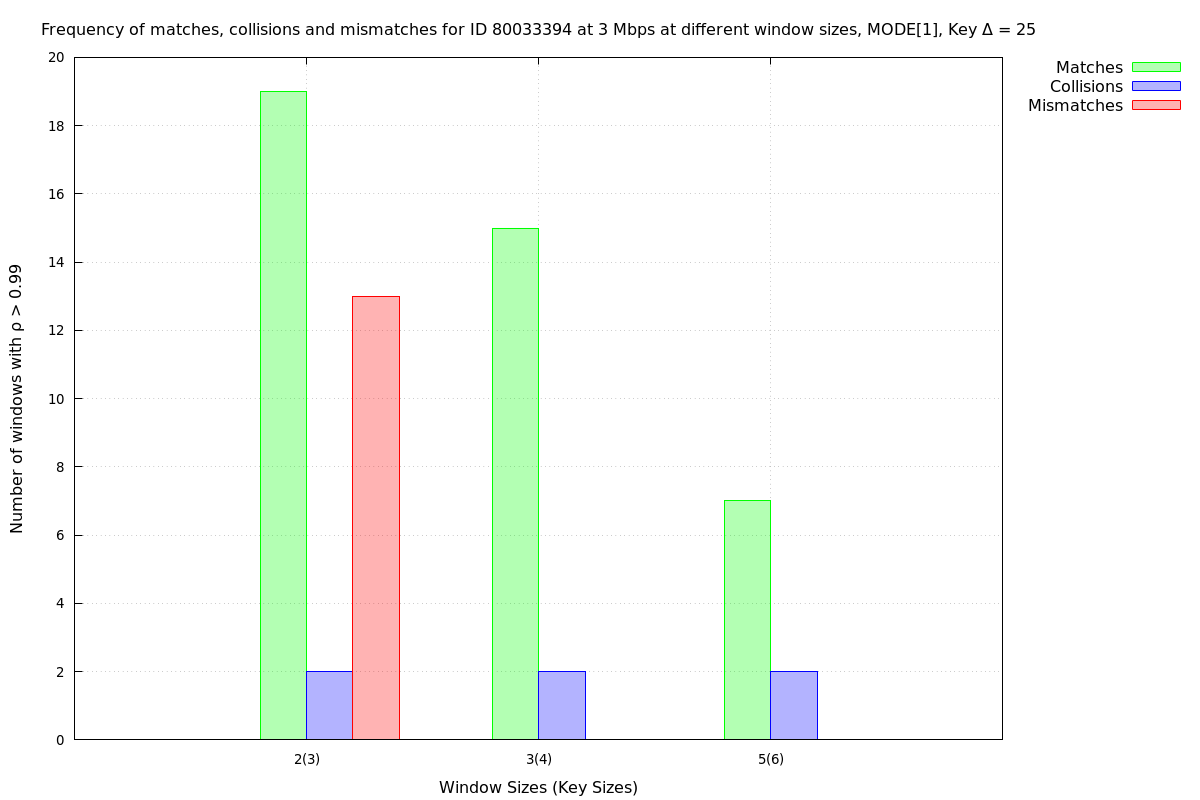 Frequency of matches, collisions and mismatches for ID 80033394 at 3 Mbps at different window sizes, MODE[1], Key Δ = 25
Matches
Collisions
Mismatches
Number of windows with ρ > 0.99
20
18
16
14
12
10
8
6
4
2
0
2(3)
3(4)
5(6)
Window Sizes (Key Sizes)